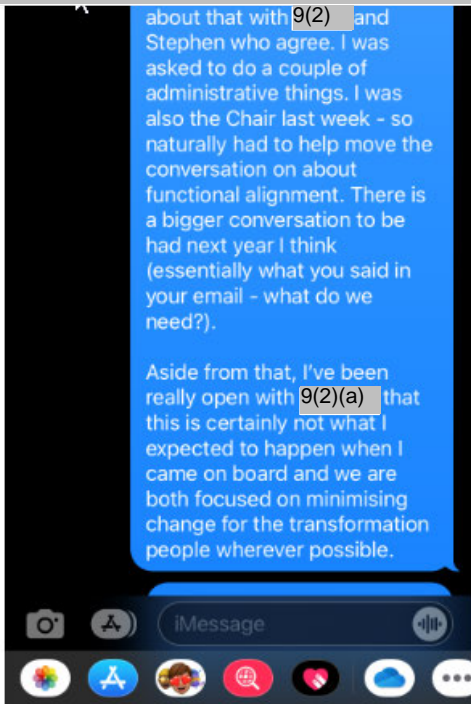 about that with 9(2) and
Stephen who agree. I was
asked to do a couple of
administrative things. I was
also the Chair last week - so
naturally had to help move the
conversation on about
functional alignment. There is
a bigger conversation to be
had next year I think
(essentially what you said in
your email - what do we
need?).
Aside from that, I've been
really open with 9(2)(a) that
this is certainly not what I
expected to happen when I
came on board and we are
both focused on minimising
change for the transformation
people wherever possible.
iMessage